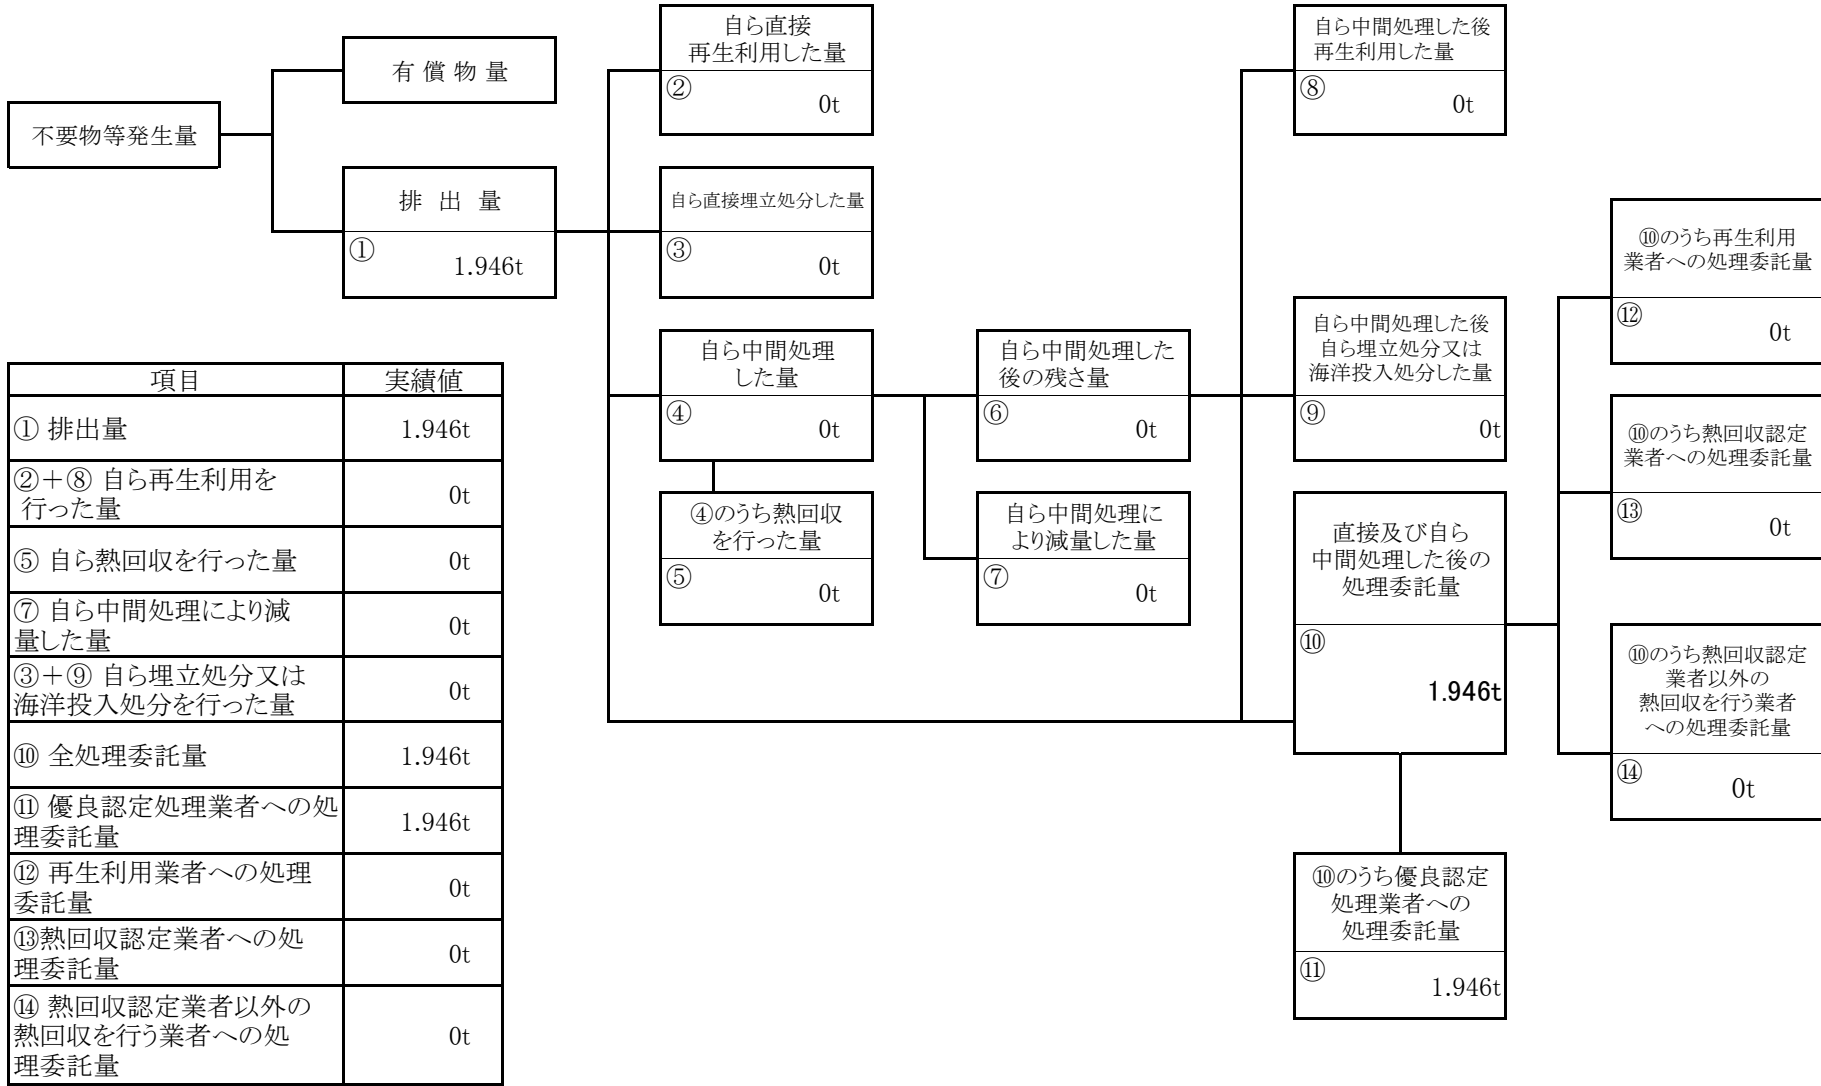 不要物等発生量
有 償 物 量
排 出 量
①
1.946t
自ら直接
再生利用した量
②
0t
自ら直接埋立処分した量
③
0t
自ら中間処理
した量
④
0t
④のうち熱回収
を行った量
⑤
0t
自ら中間処理した
後の残さ量
⑥
0t
自ら中間処理に
より減量した量
⑦
0t
自ら中間処理した後
再生利用した量
⑧
0t
自ら中間処理した後
自ら埋立処分又は
海洋投入処分した量
⑨
0t
直接及び自ら
中間処理した後の
処理委託量
⑩
1.946t
⑩のうち優良認定
処理業者への
処理委託量
⑪
1.946t
⑩のうち再生利用
業者への処理委託量
⑫
0t
⑩のうち熱回収認定
業者への処理委託量
⑬
0t
⑩のうち熱回収認定
業者以外の
熱回収を行う業者
への処理委託量
⑭
0t
項目 実績値
① 排出量 1.946t
②+⑧ 自ら再生利用を
行った量 0t
⑤ 自ら熱回収を行った量 0t
⑦ 自ら中間処理により減
量した量 0t
③+⑨ 自ら埋立処分又は
海洋投入処分を行った量 0t
⑩ 全処理委託量 1.946t
⑪ 優良認定処理業者への処
理委託量 1.946t
⑫ 再生利用業者への処理
委託量 0t
⑬熱回収認定業者への処
理委託量 0t
⑭ 熱回収認定業者以外の
熱回収を行う業者への処
理委託量 0t